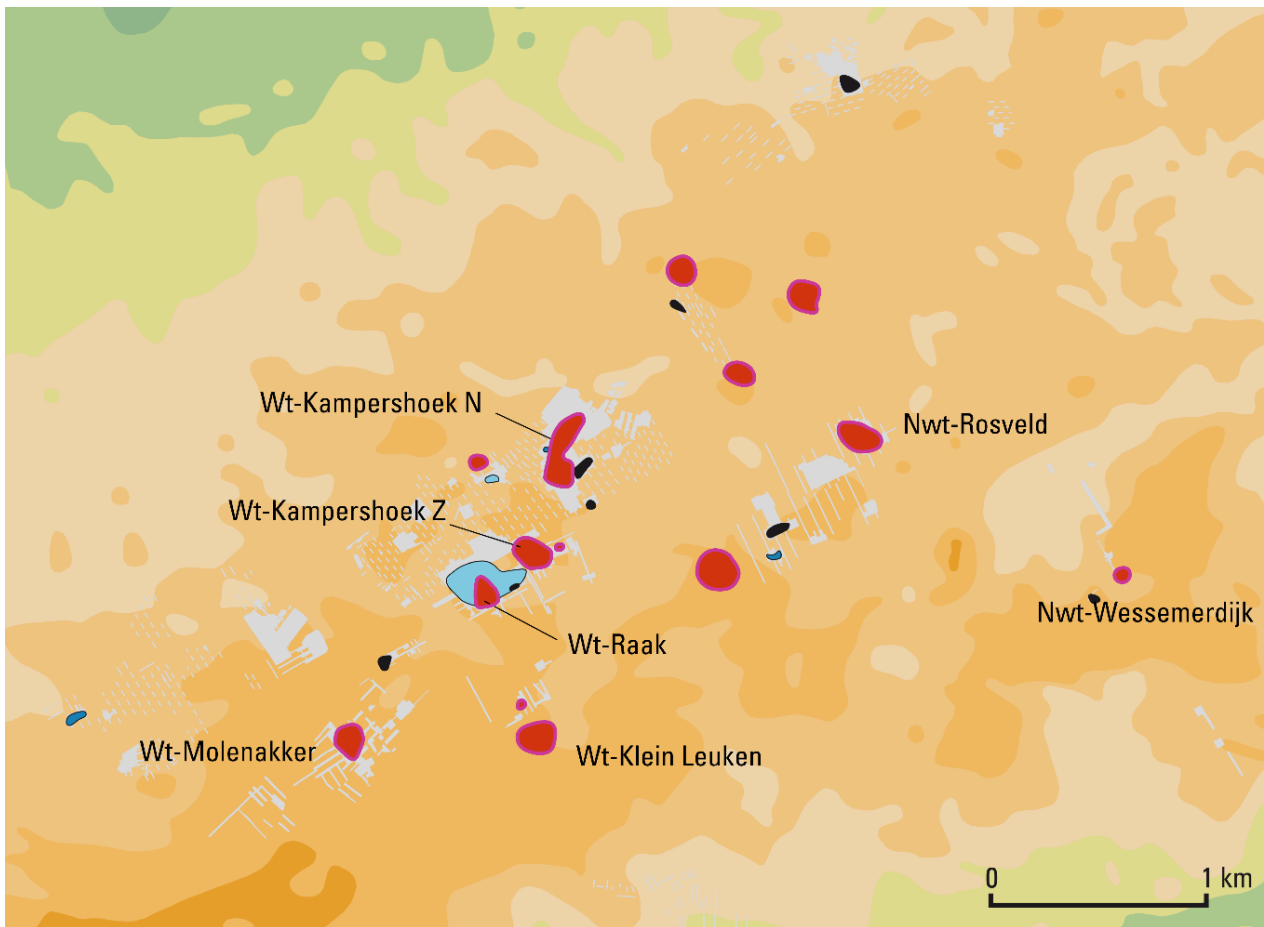 Wt-Kampershoek N
Nwt-Rosveld
Wt-Kampershoek Z
Nwt-Wessemerdijk
Wt-Raak
Wt-Molenakker
Wt-Klein Leuken
0 1 km